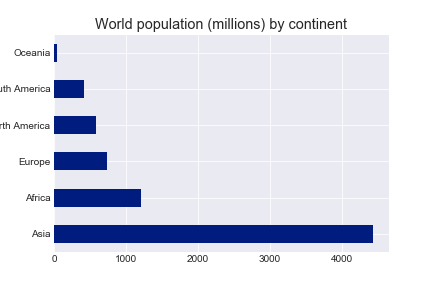 World population (millions) by continent
Oceania
uth America
rth America
Europe
Africa
Asia
0 1000 2000 3000 4000